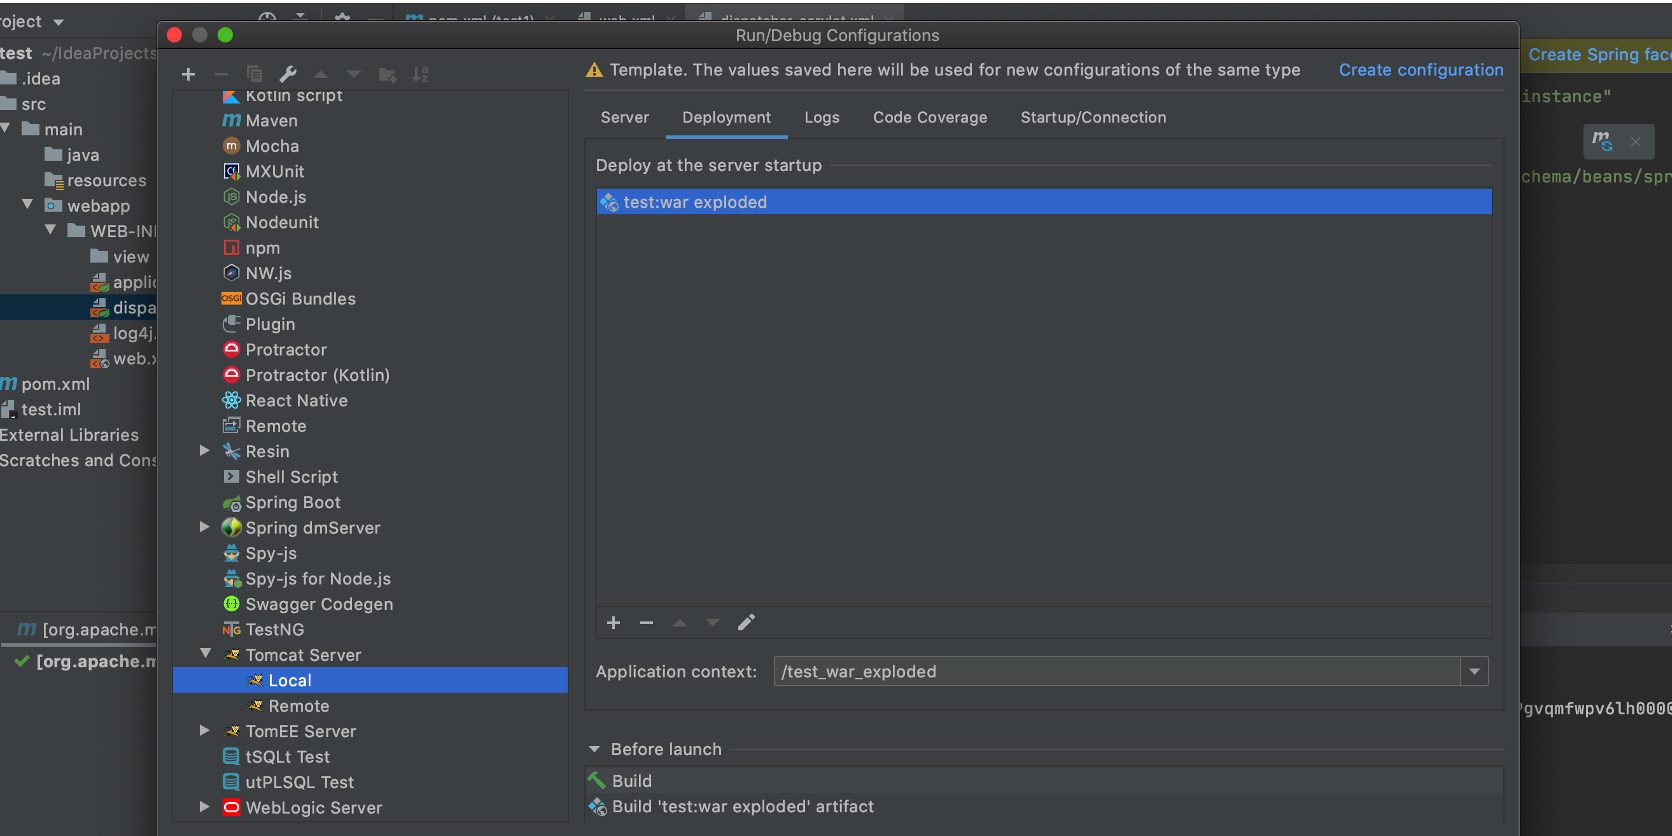 roject
pom.xml (test1)
web.xml
dispatcher-servlet.xml
test ~/IdeaProjects
.idea
src
main
java
resources
webapp
WEB-IN
view
applic
dispa
log4j.
web.x
pom.xml
test.iml
External Libraries
Scratches and Cons
[org.apache.m
[org.apache.m
Run/Debug Configurations
Kotlin script
Maven
Mocha
MXUnit
Node.js
Nodeunit
npm
NW.js
OSGi OSGi Bundles
Plugin
Protractor
Protractor (Kotlin)
React Native
Remote
Resin
Shell Script
Spring Boot
Spring dmServer
Spy-js
Spy-js for Node.js
Swagger Codegen
TestNG
Tomcat Server
Local
Remote
TomEE Server
tSQLt Test
utPLSQL Test
WebLogic Server
Template. The values saved here will be used for new configurations of the same type
Create configuration
Server Deployment Logs Code Coverage Startup/Connection
Deploy at the server startup
test:war exploded
Application context: /test_war_exploded
Before launch
Build
Build 'test:war exploded' artifact
Create Spring fac
instance"
chema/beans/spr
gvqmfwpv6lh0000